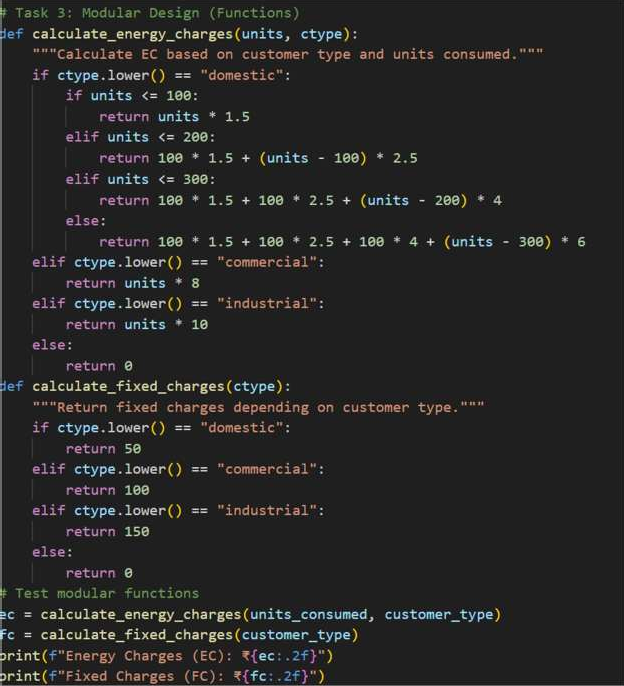 # Task 3: Modular Design (Functions)
def calculate_energy_charges(units, ctype):
    """Calculate EC based on customer type and units consumed."""
    if ctype.lower() == "domestic":
        if units <= 100:
            return units * 1.5
        elif units <= 200:
            return 100 * 1.5 + (units - 100) * 2.5
        elif units <= 300:
            return 100 * 1.5 + 100 * 2.5 + (units - 200) * 4
        else:
            return 100 * 1.5 + 100 * 2.5 + 100 * 4 + (units - 300) * 6
    elif ctype.lower() == "commercial":
        return units * 8
    elif ctype.lower() == "industrial":
        return units * 10
    else:
        return 0
def calculate_fixed_charges(ctype):
    """Return fixed charges depending on customer type."""
    if ctype.lower() == "domestic":
        return 50
    elif ctype.lower() == "commercial":
        return 100
    elif ctype.lower() == "industrial":
        return 150
    else:
        return 0
# Test modular functions
ec = calculate_energy_charges(units_consumed, customer_type)
fc = calculate_fixed_charges(customer_type)
print(f"Energy Charges (EC): ₹{ec:.2f}")
print(f"Fixed Charges (FC): ₹{fc:.2f}")